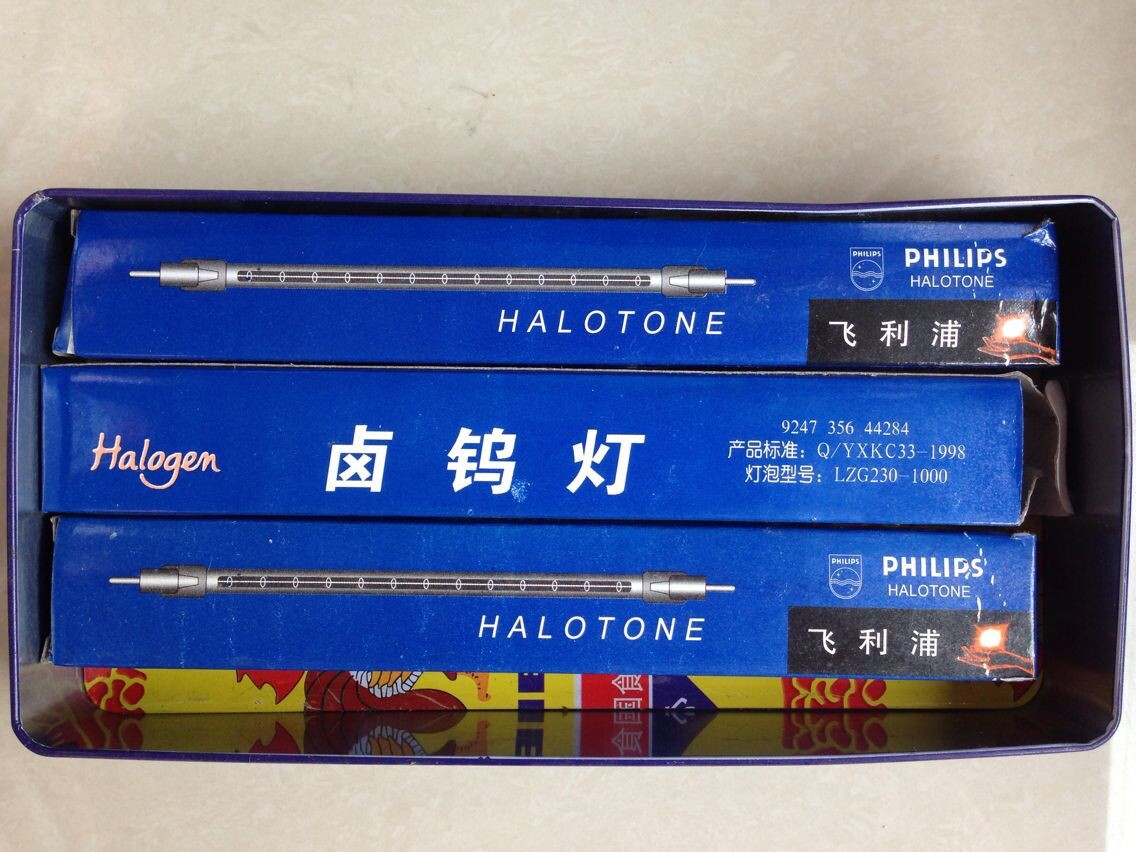 PHILIPS
PHILIPS
HALOTONE
HALOTONE
飞利浦
Halogen
卤钨灯
9247 356 44284
产品标准：Q/YXKC33-1998
灯泡型号：LZG230-1000
PHILIPS
PHILIPS
HALOTONE
HALOTONE
飞利浦